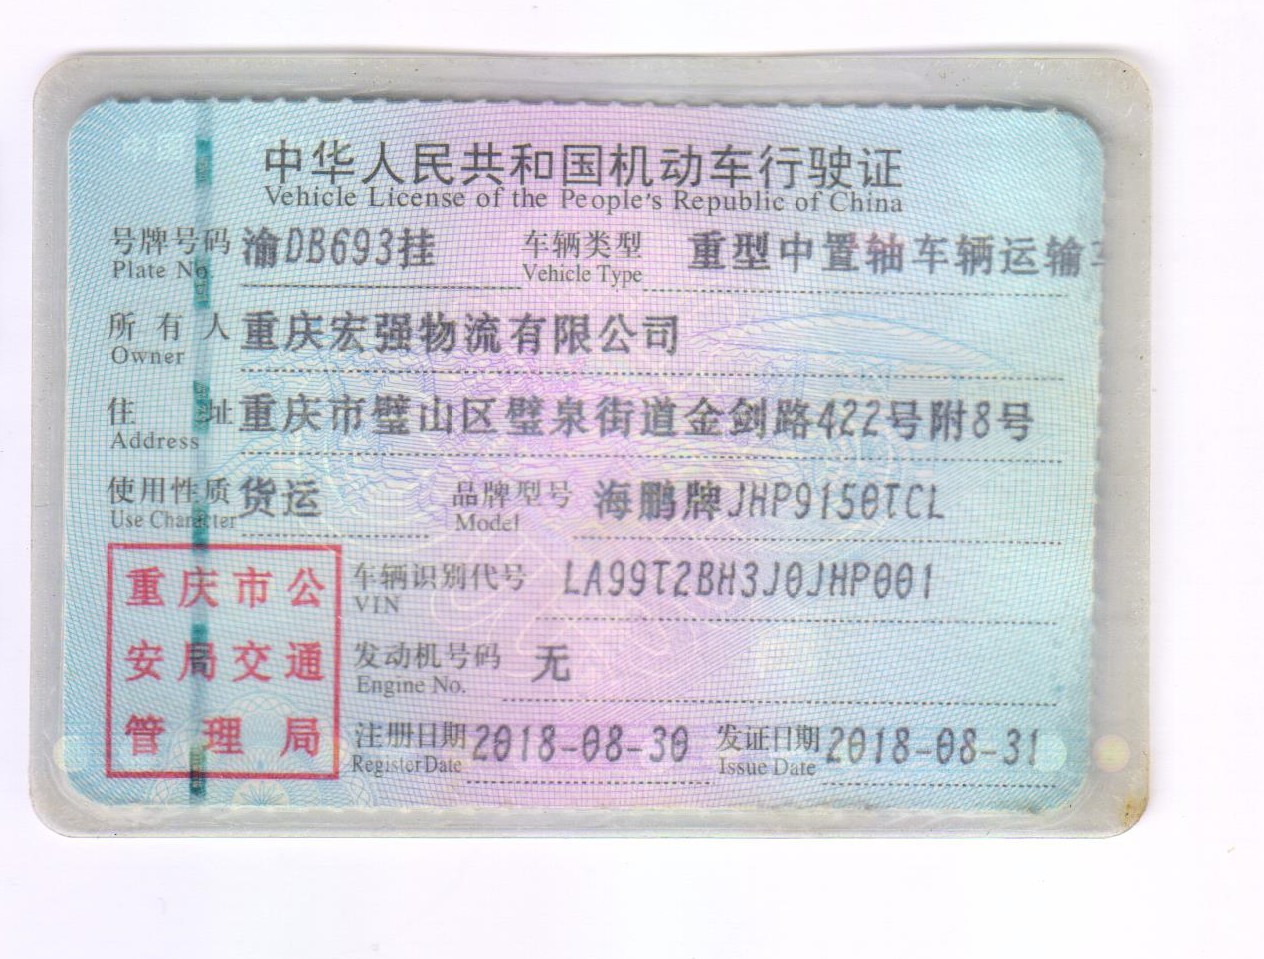 中华人民共和国机动车行驶证
Vehicle License of the People's Republic of China
号牌号码 渝DB693挂 车辆类型 重型中置轴车辆运输车
Plate No. Vehicle Type
所有人 重庆宏强物流有限公司
Owner
住址 重庆市璧山区璧泉街道金剑路422号附8号
Address
使用性质 货运 品牌型号 海鹏牌JHP9150TCL
Use Character Model
重庆市公安局交通管理局
车辆识别代号 LA99T2BH3J0JHP001
VIN
发动机号码 无
Engine No.
注册日期 2018-08-30 发证日期 2018-08-31
Register Date Issue Date